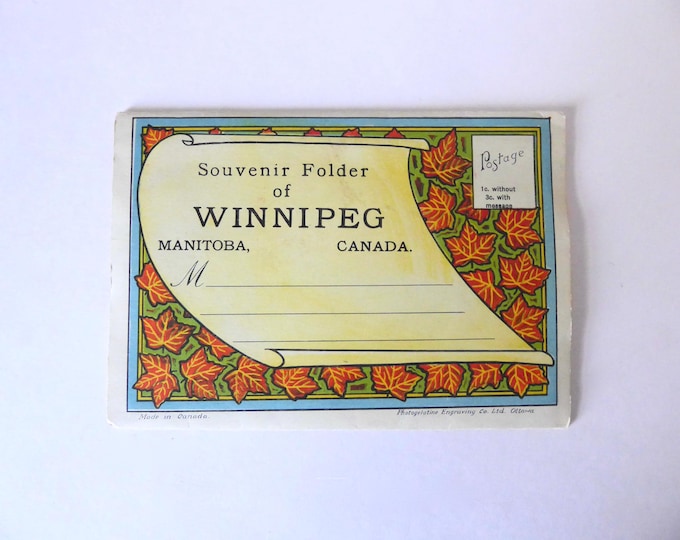 Souvenir Folder
of
WINNIPEG
MANITOBA, CANADA.
M
Postage
1c. without
3c. with
message
Made in Canada.
Photogelatine Engraving Co. Ltd. Ottawa.